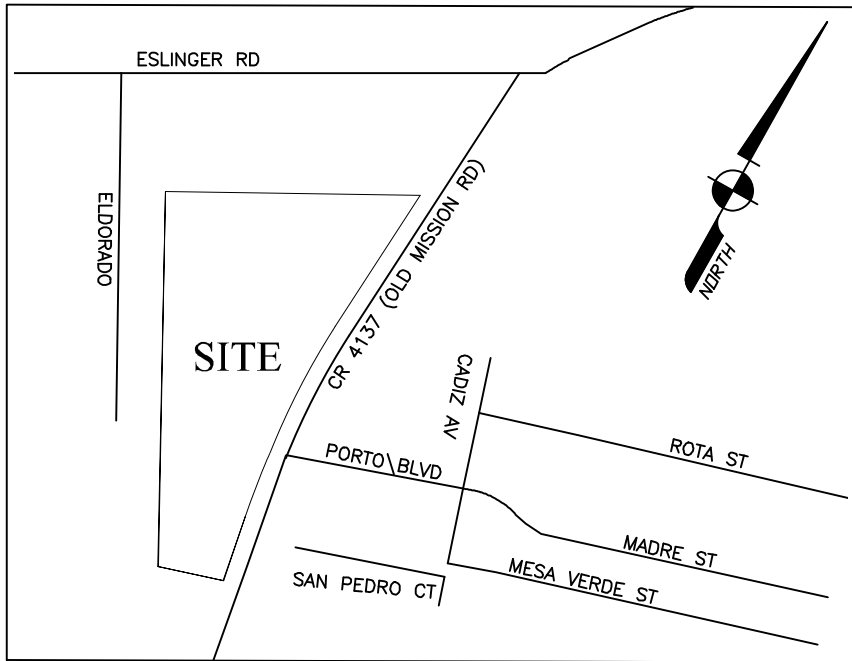 ESLINGER RD
ELDORADO
CR 4137 (OLD MISSION RD)
NORTH
SITE
CADIZ AV
ROTA ST
PORTO\BLVD
MADRE ST
MESA VERDE ST
SAN PEDRO CT